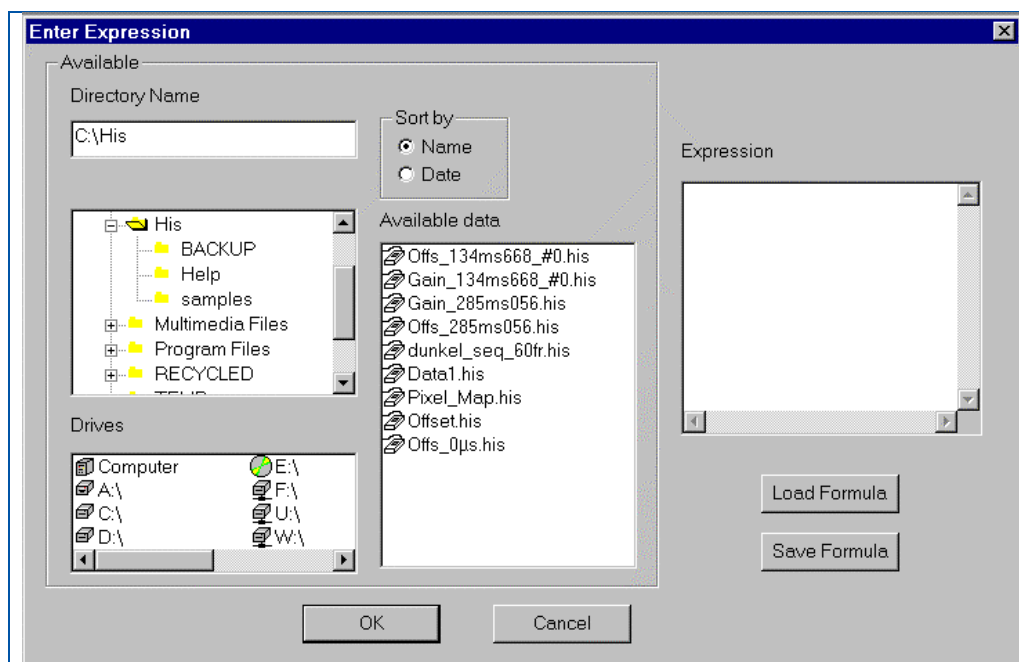 Enter Expression
Available
Directory Name
C:\His
Sort by
Name
Date
His
BACKUP
Help
samples
Multimedia Files
Program Files
RECYCLED
TEMP
Drives
Computer
A:\
C:\
D:\
E:\
F:\
U:\
W:\
Available data
Offs_134ms668_#0.his
Gain_134ms668_#0.his
Gain_285ms056.his
Offs_285ms056.his
dunkel_seq_60fr.his
Data1.his
Pixel_Map.his
Offset.his
Offs_0µs.his
Expression
Load Formula
Save Formula
OK
Cancel